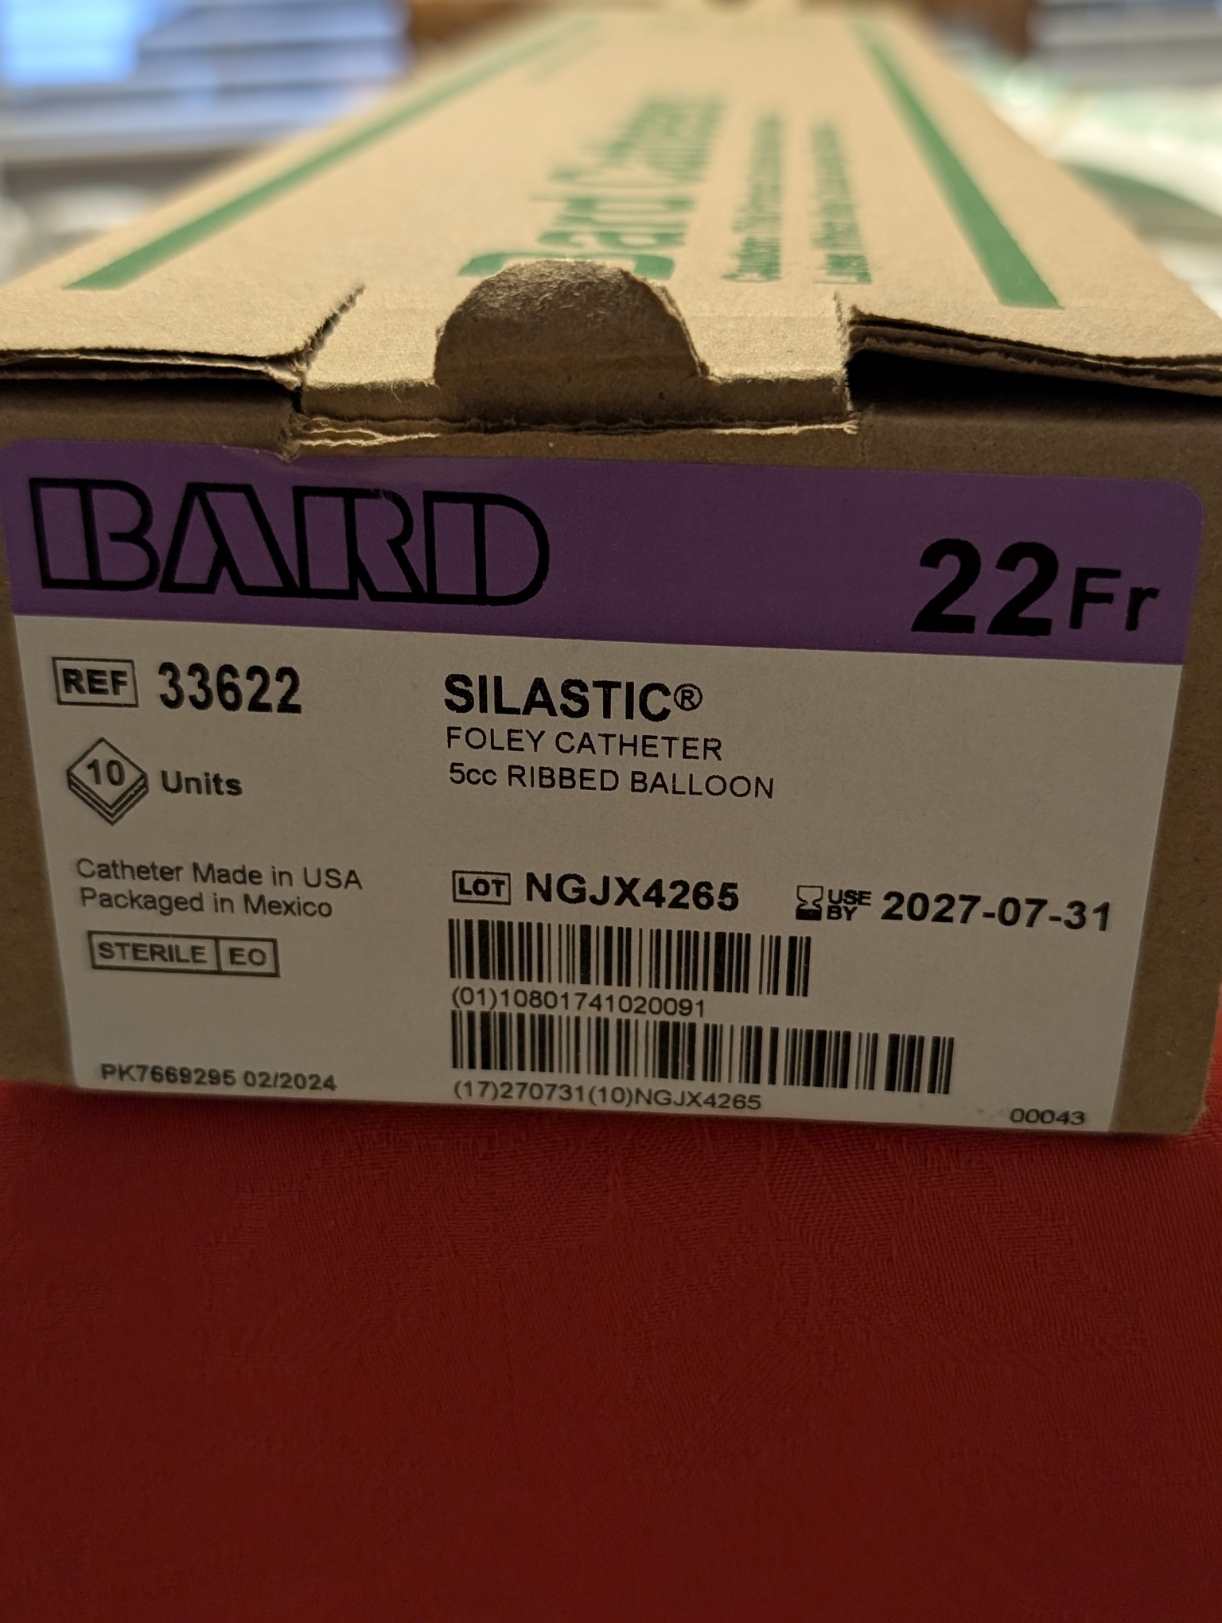 Bard Catheter
BARD
22Fr
REF 33622
10 Units
SILASTIC®
FOLEY CATHETER
5cc RIBBED BALLOON
Catheter Made in USA
Packaged in Mexico
STERILE EO
LOT NGJX4265
USE BY 2027-07-31
(01)10801741020091
(17)270731(10)NGJX4265
PK7669295 02/2024
00043